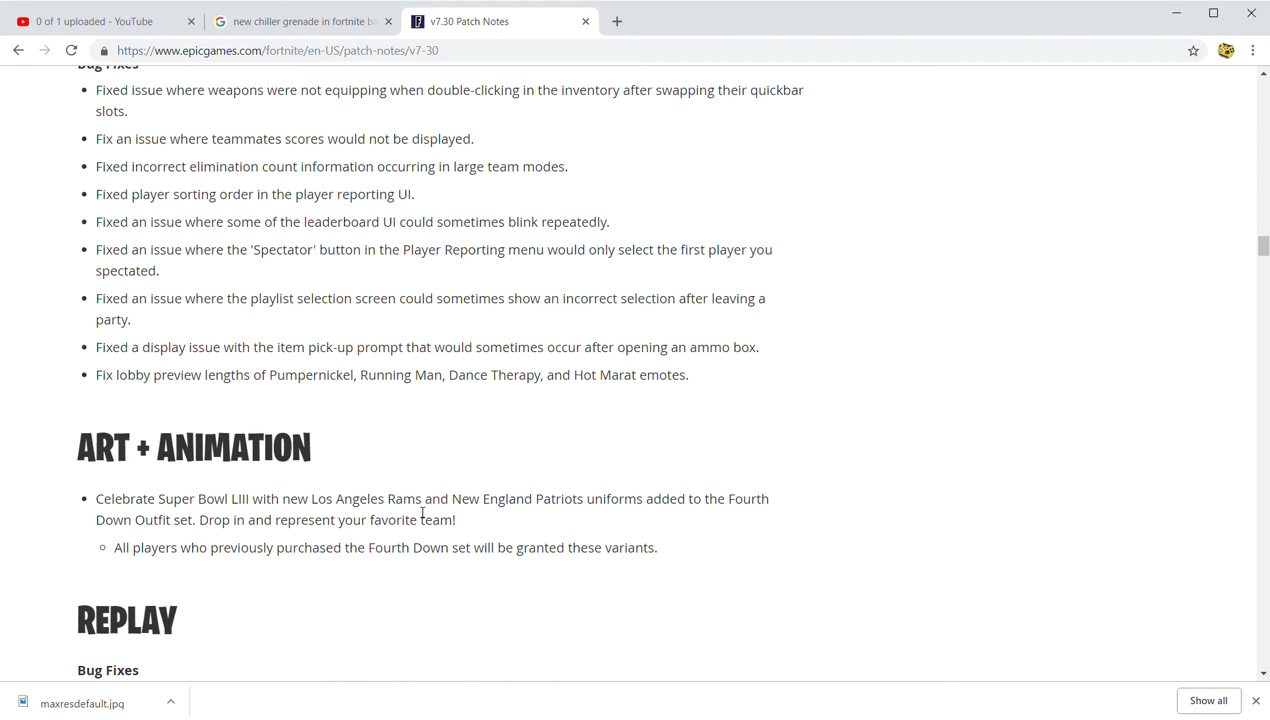 0 of 1 uploaded - YouTube
new chiller grenade in fortnite b
v7.30 Patch Notes
https://www.epicgames.com/fortnite/en-US/patch-notes/v7-30
Bug Fixes
• Fixed issue where weapons were not equipping when double-clicking in the inventory after swapping their quickbar
slots.
• Fix an issue where teammates scores would not be displayed.
• Fixed incorrect elimination count information occurring in large team modes.
• Fixed player sorting order in the player reporting UI.
• Fixed an issue where some of the leaderboard UI could sometimes blink repeatedly.
• Fixed an issue where the 'Spectator' button in the Player Reporting menu would only select the first player you
spectated.
• Fixed an issue where the playlist selection screen could sometimes show an incorrect selection after leaving a
party.
• Fixed a display issue with the item pick-up prompt that would sometimes occur after opening an ammo box.
• Fix lobby preview lengths of Pumpernickel, Running Man, Dance Therapy, and Hot Marat emotes.
ART + ANIMATION
• Celebrate Super Bowl LIII with new Los Angeles Rams and New England Patriots uniforms added to the Fourth
Down Outfit set. Drop in and represent your favorite team!
○ All players who previously purchased the Fourth Down set will be granted these variants.
REPLAY
Bug Fixes
maxresdefault.jpg
Show all